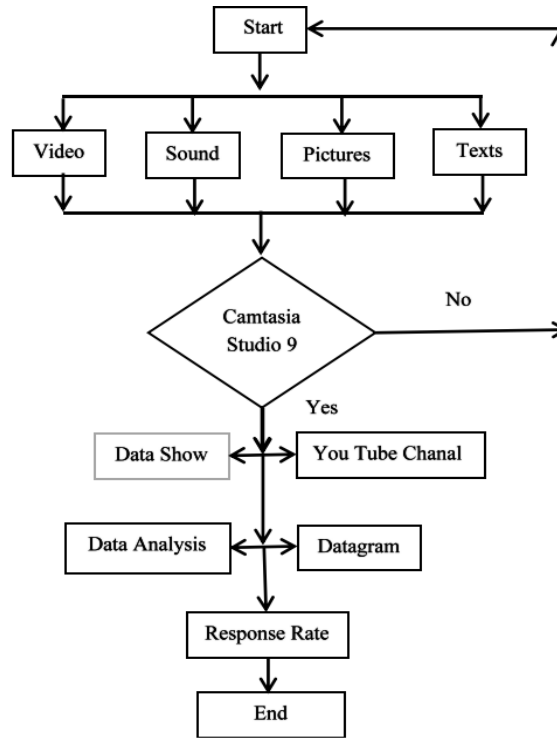 Start
Video
Sound
Pictures
Texts
Camtasia
Studio 9
No
Yes
Data Show
You Tube Chanal
Data Analysis
Datagram
Response Rate
End